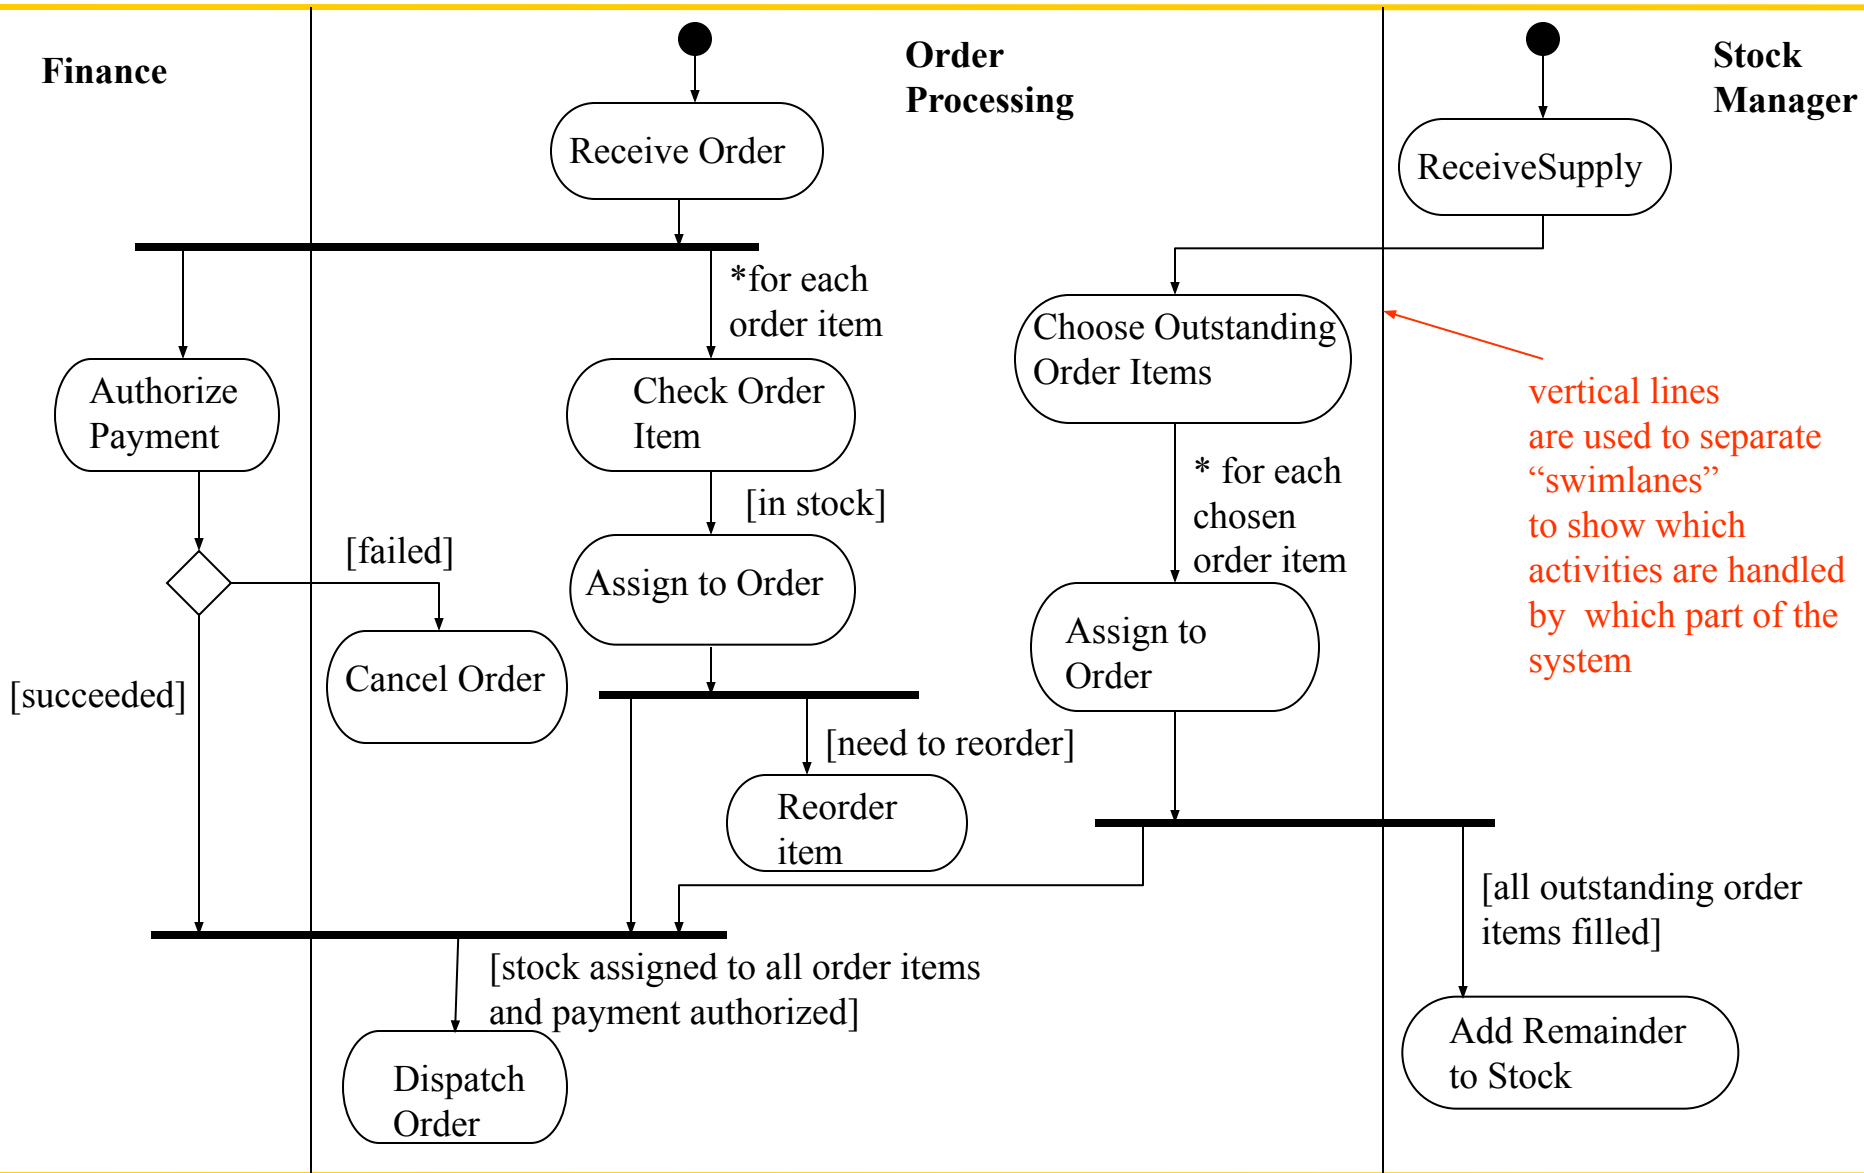 Finance
Order
Processing
Stock
Manager
Receive Order
ReceiveSupply
*for each
order item
Choose Outstanding
Order Items
Authorize
Payment
Check Order
Item
vertical lines
are used to separate
“swimlanes”
to show which
activities are handled
by  which part of the
system
* for each
chosen
order item
[in stock]
[failed]
Assign to Order
Assign to
Order
Cancel Order
[succeeded]
[need to reorder]
Reorder
item
[all outstanding order
items filled]
[stock assigned to all order items
and payment authorized]
Add Remainder
to Stock
Dispatch
Order